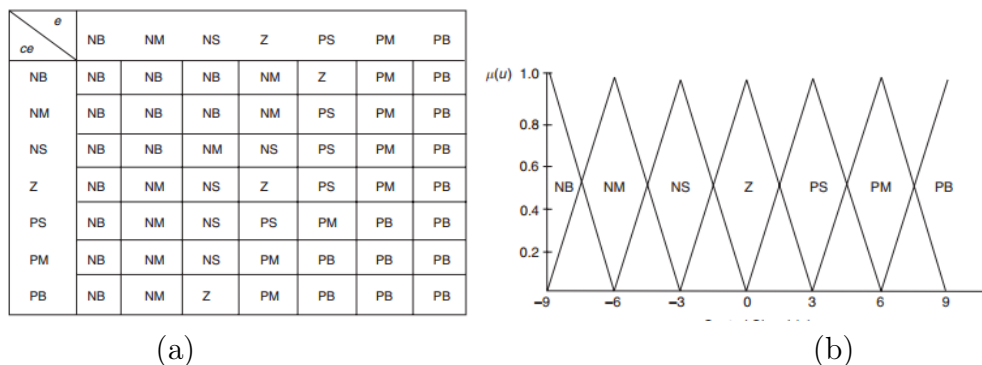 e
ce
NB NM NS Z PS PM PB
NB NB NB NB NM Z PM PB
NM NB NB NB NM PS PM PB
NS NB NB NM NS PS PM PB
Z NB NM NS Z PS PM PB
PS NB NM NS PS PM PB PB
PM NB NM NS PM PB PB PB
PB NB NM Z PM PB PB PB
(a)
μ(u) 1.0
0.8
0.6
NB NM NS Z PS PM PB
0.4
0.2
−9 −6 −3 0 3 6 9
(b)